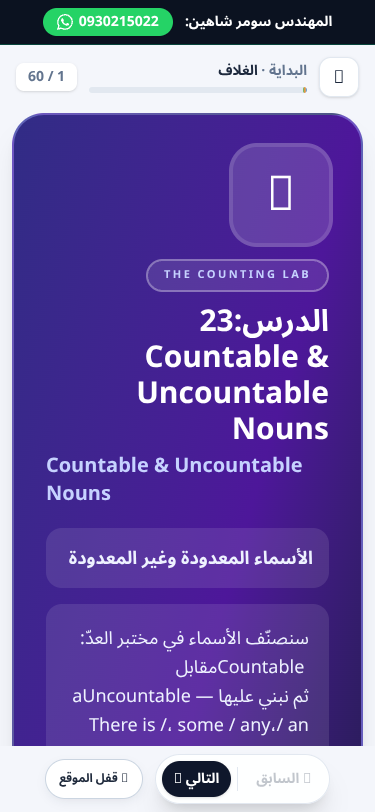 المهندس سومر شاهين: 0930215022
البداية · الغلاف
1 / 60
THE COUNTING LAB
الدرس:23
Countable &
Uncountable
Nouns
Countable & Uncountable
Nouns
الأسماء المعدودة وغير المعدودة
سنصنّف الأسماء في مختبر العدّ:
Countableمقابل
ثم نبني عليها — aUncountable
There is /، some / any،/ an
السابق
التالي
قفل الموقع